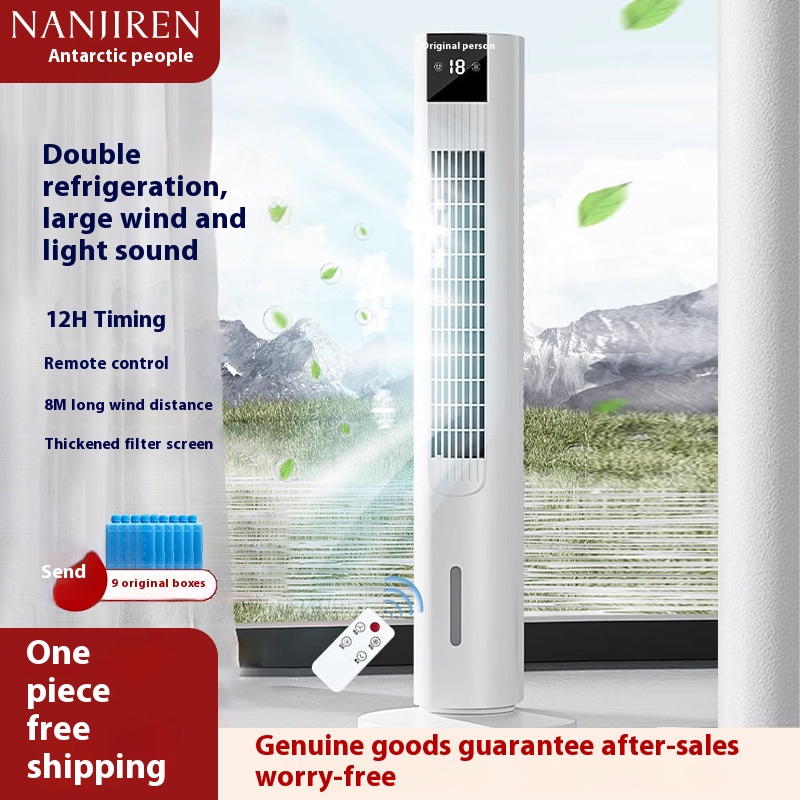 NANJIREN
Antarctic people
Original person
18
Double
refrigeration,
large wind and
light sound
12H Timing
Remote control
8M long wind distance
Thickened filter screen
Send
9 original boxes
One
piece
free
shipping
Genuine goods guarantee after-sales
worry-free